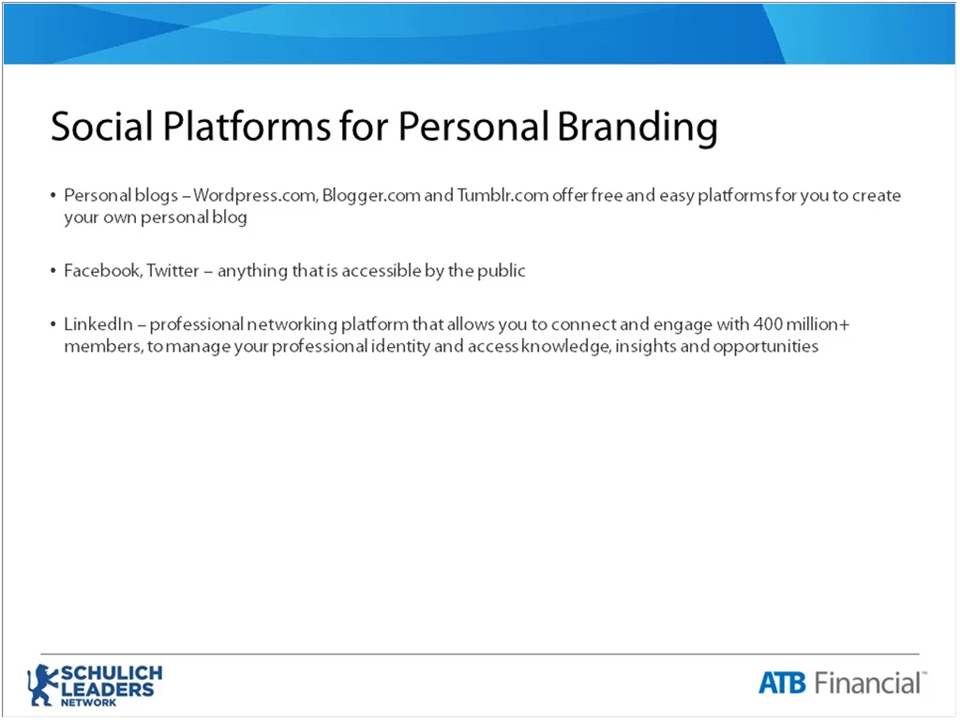 Social Platforms for Personal Branding
• Personal blogs – Wordpress.com, Blogger.com and Tumblr.com offer free and easy platforms for you to create
your own personal blog
• Facebook, Twitter – anything that is accessible by the public
• LinkedIn – professional networking platform that allows you to connect and engage with 400 million+
members, to manage your professional identity and access knowledge, insights and opportunities
SCHULICH
LEADERS
NETWORK
ATB Financial™